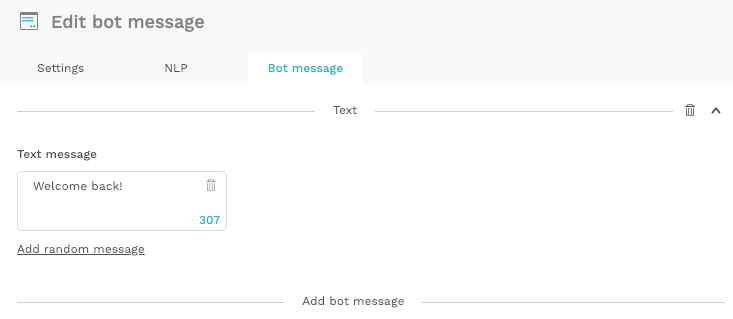 Edit bot message
Settings NLP Bot message
Text
Text message
Welcome back!
307
Add random message
Add bot message